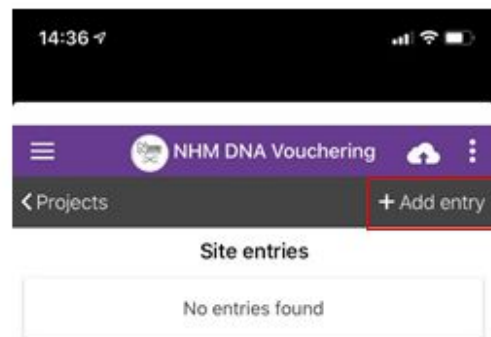 14:36
NHM DNA Vouchering
Projects
+ Add entry
Site entries
No entries found